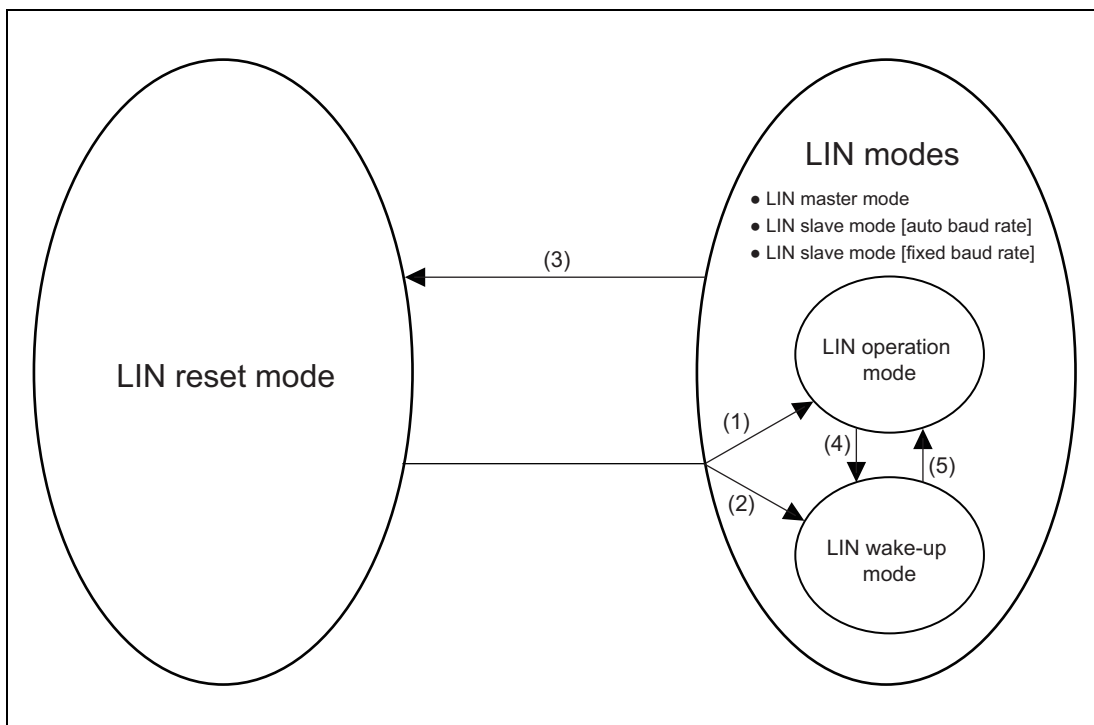 LIN modes
● LIN master mode
● LIN slave mode [auto baud rate]
● LIN slave mode [fixed baud rate]
(3)
LIN operation
mode
LIN reset mode
(1)
(4)
(5)
(2)
LIN wake-up
mode